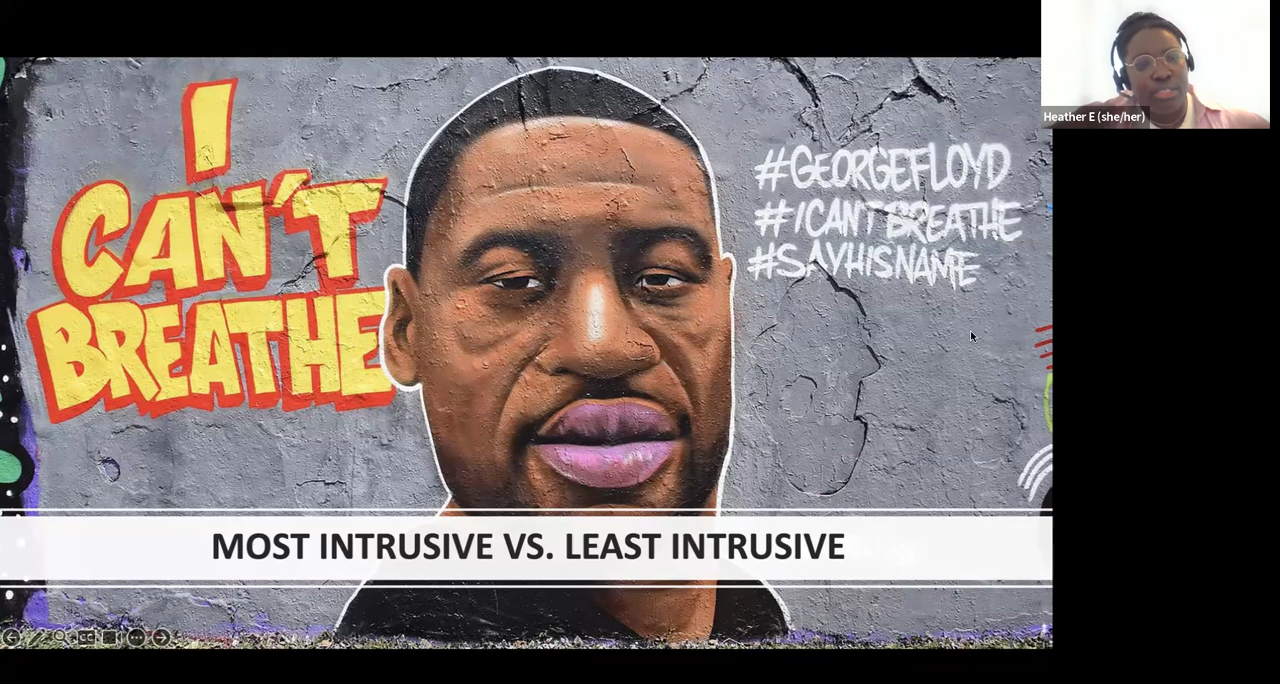 I
CAN'T
BREATHE
#GEORGEFLOYD
#ICANTBREATHE
#SAYHISNAME
MOST INTRUSIVE VS. LEAST INTRUSIVE
Heather E (she/her)